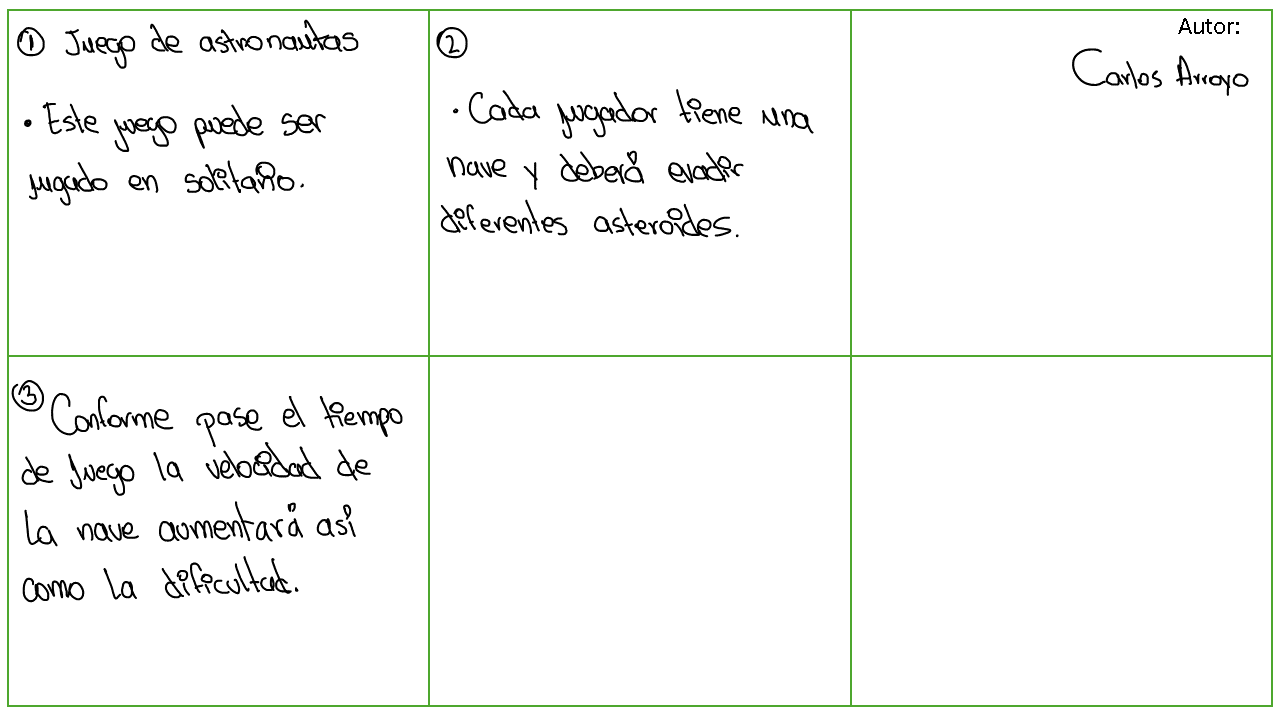 ① Juego de astronautas
• Este juego puede ser
jugado en solitario.
②
• Cada jugador tiene una
nave y deberá evadir
diferentes asteroides.
Autor:
Carlos Arroyo
③ Conforme pase el tiempo
de juego la velocidad de
la nave aumentará así
como la dificultad.